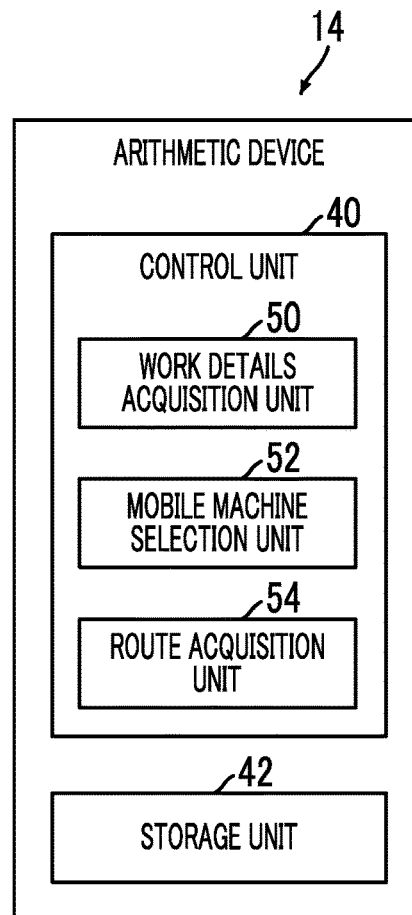 14
ARITHMETIC DEVICE
40
CONTROL UNIT
50
WORK DETAILS
ACQUISITION UNIT
52
MOBILE MACHINE
SELECTION UNIT
54
ROUTE ACQUISITION
UNIT
42
STORAGE UNIT